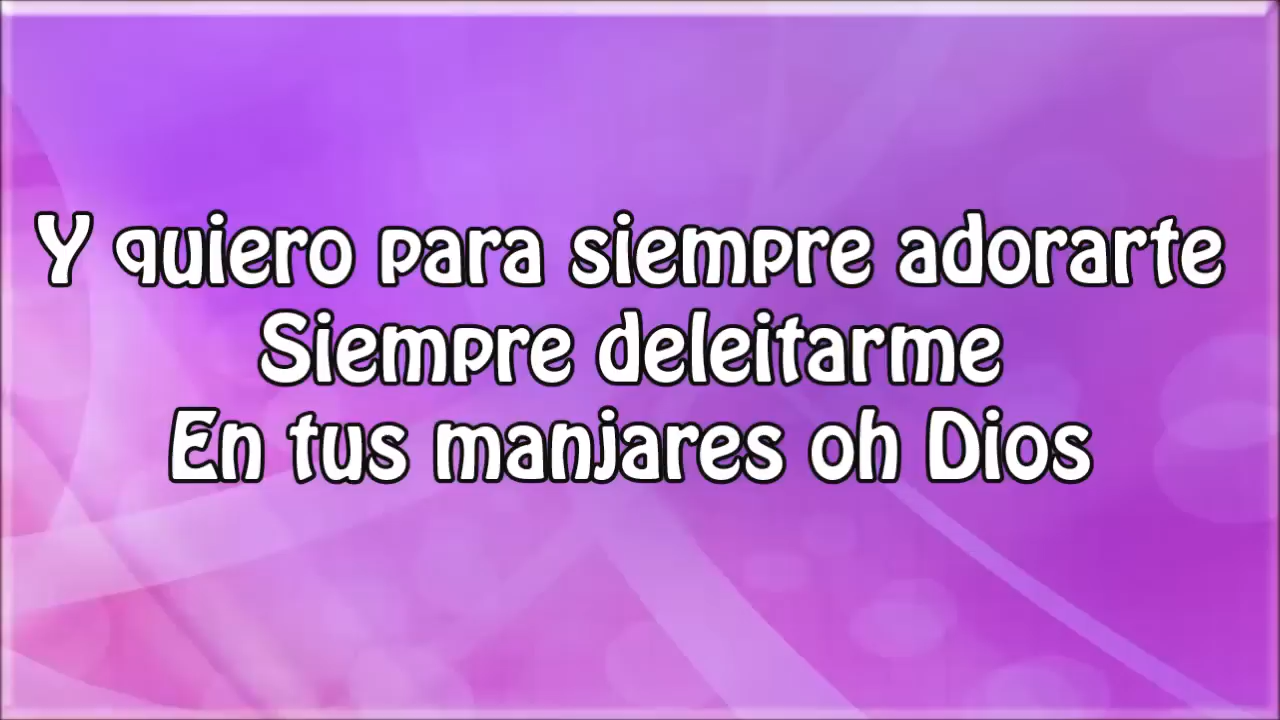 Y quiero para siempre adorarte
Siempre deleitarme
En tus manjares oh Dios